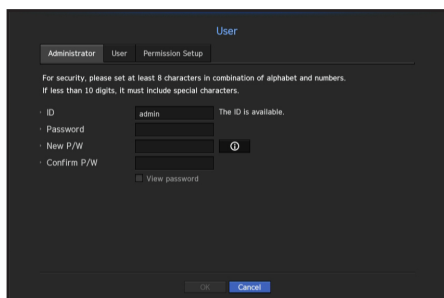 User
Administrator User Permission Setup
For security, please set at least 8 characters in combination of alphabet and numbers.
If less than 10 digits, it must include special characters.
· ID admin The ID is available.
· Password
· New P/W
· Confirm P/W
View password
OK Cancel